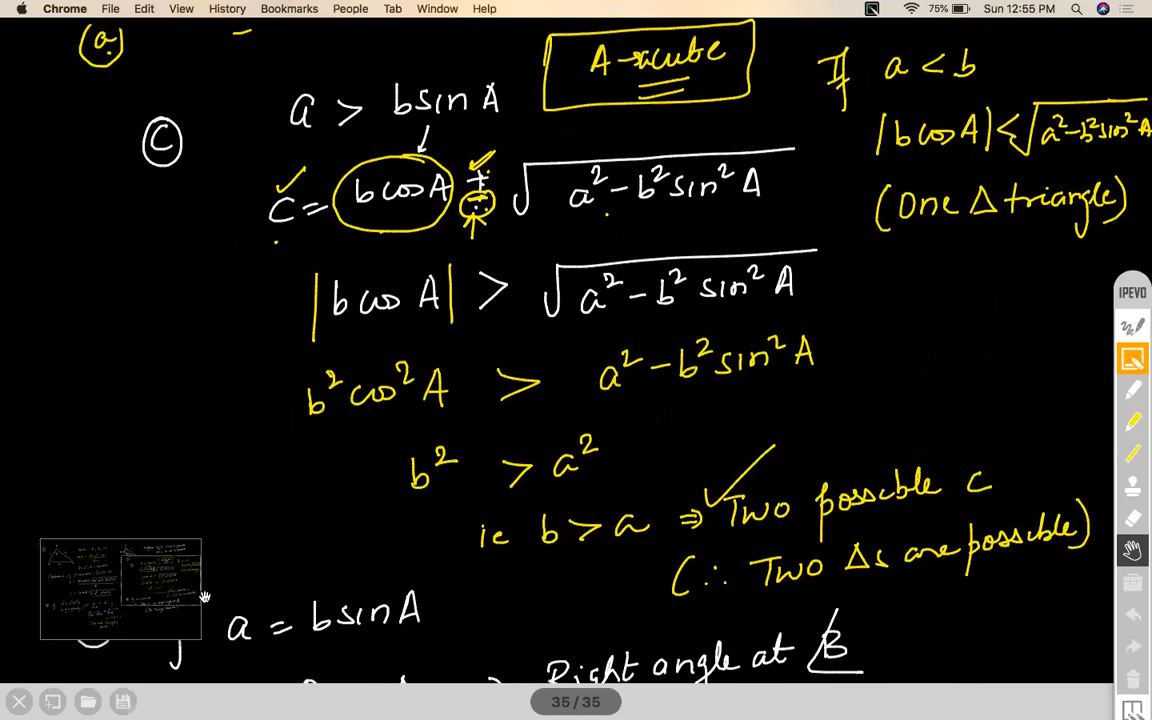 Chrome File Edit View History Bookmarks People Tab Window Help 75% Sun 12:55 PM
(a)
A → acute
If a < b
a > b sin A
|b cos A| < √(a² - b² sin² A
(C)
c = b cos A ± √(a² - b² sin² A)
(One Δ triangle)
|b cos A| > √(a² - b² sin² A)
IPEVO
b² cos² A > a² - b² sin² A
b² > a²
ie b > a ⇒ Two possible c
(∴ Two Δs are possible)
a = b sin A
Right angle at B
35/35